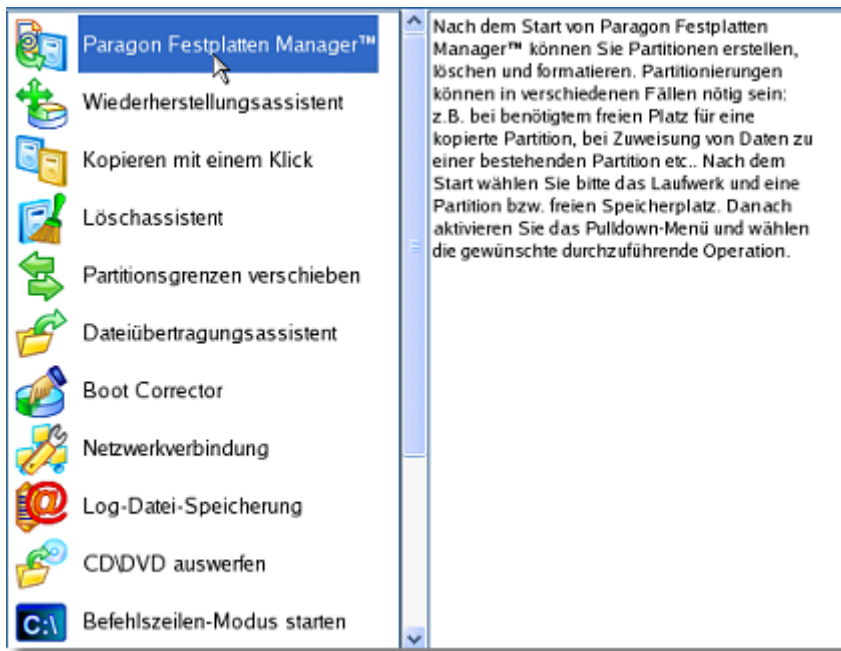 Paragon Festplatten Manager™
Wiederherstellungsassistent
Kopieren mit einem Klick
Löschassistent
Partitionsgrenzen verschieben
Dateiübertragungsassistent
Boot Corrector
Netzwerkverbindung
Log-Datei-Speicherung
CD\DVD auswerfen
C:\ Befehlszeilen-Modus starten
Nach dem Start von Paragon Festplatten
Manager™ können Sie Partitionen erstellen,
löschen und formatieren. Partitionierungen
können in verschiedenen Fällen nötig sein:
z.B. bei benötigtem freien Platz für eine
kopierte Partition, bei Zuweisung von Daten zu
einer bestehenden Partition etc.. Nach dem
Start wählen Sie bitte das Laufwerk und eine
Partition bzw. freien Speicherplatz. Danach
aktivieren Sie das Pulldown-Menü und wählen
die gewünschte durchzuführende Operation.